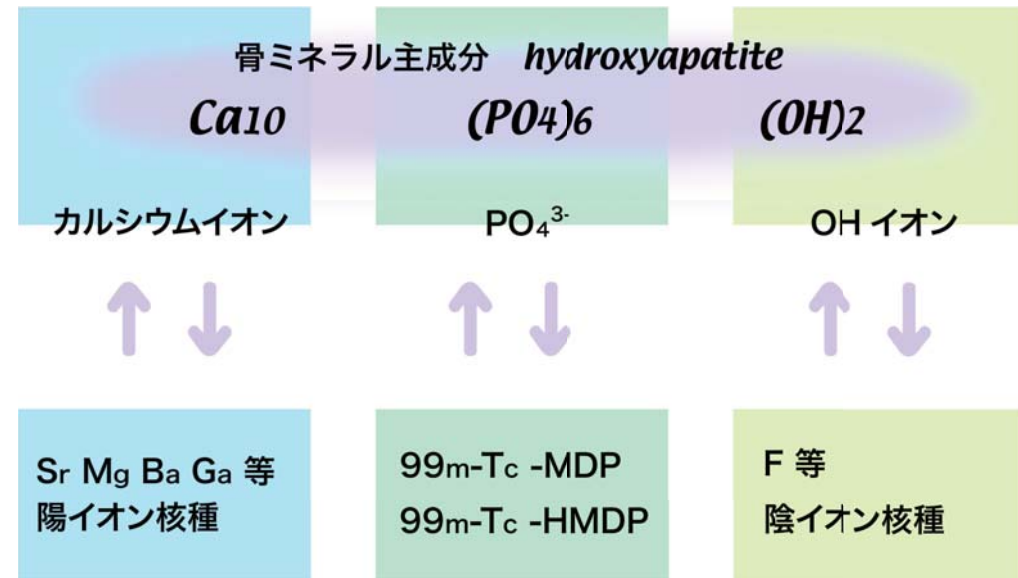 骨ミネラル主成分 hydroxyapatite
Ca10 (PO4)6 (OH)2
カルシウムイオン PO₄³⁻ OH イオン
Sr Mg Ba Ga 等
陽イオン核種
99m-Tc -MDP
99m-Tc -HMDP
F 等
陰イオン核種